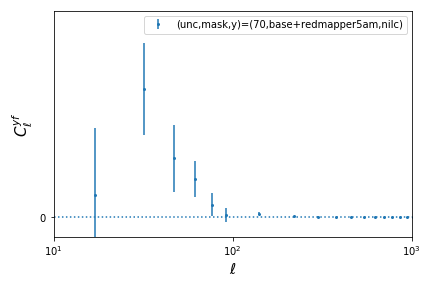 (unc,mask,y)=(70,base+redmapper5am,nilc)
C_ℓ^{yf}
0
10^1
10^2
10^3
ℓ